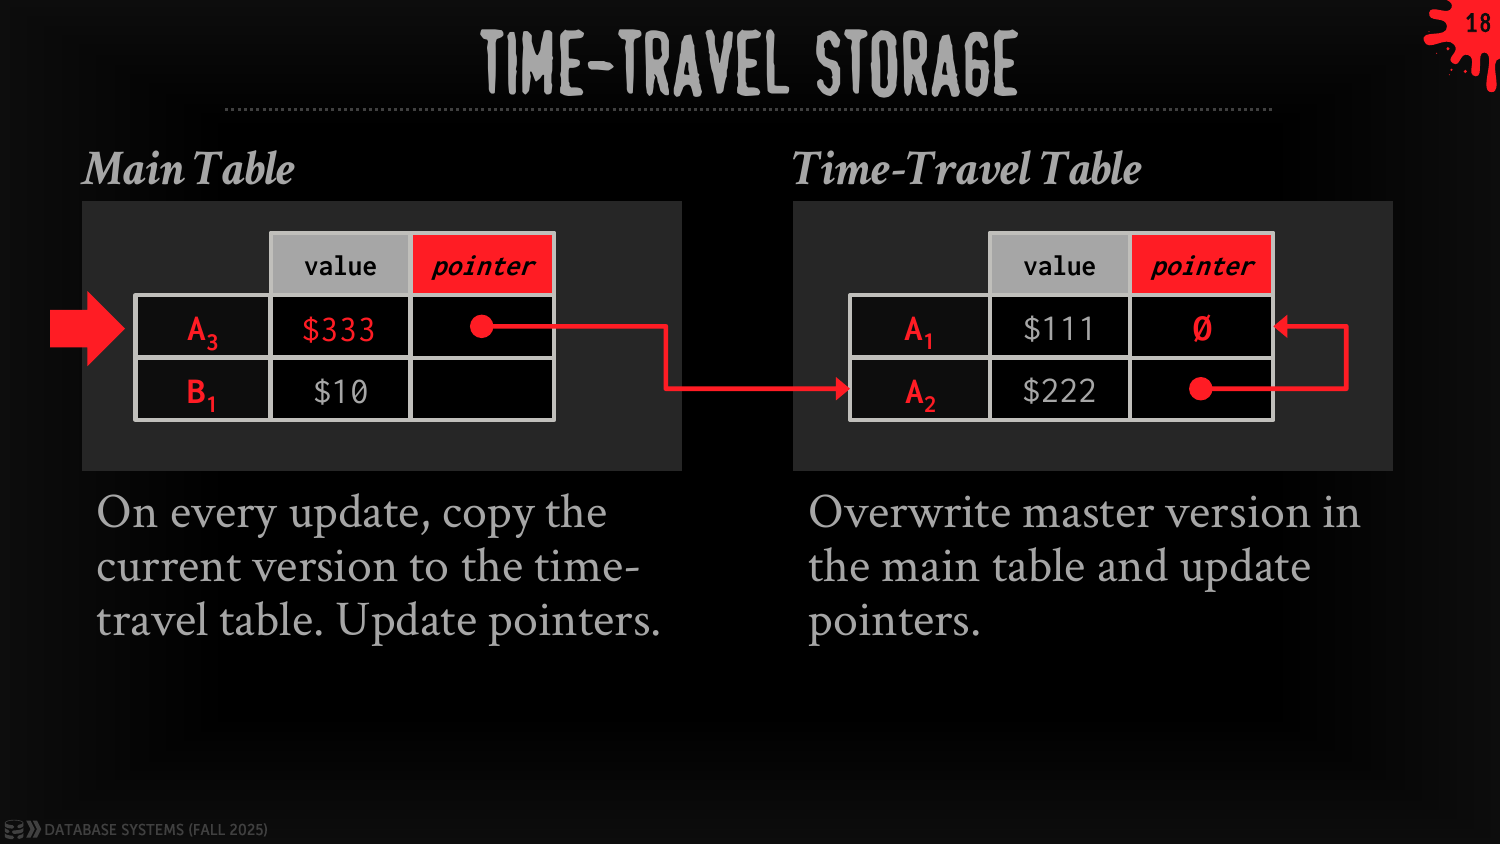 18
TIME-TRAVEL STORAGE
Main Table
value pointer
A3 $333
B1 $10
On every update, copy the
current version to the time-
travel table. Update pointers.
Time-Travel Table
value pointer
A1 $111 Ø
A2 $222
Overwrite master version in
the main table and update
pointers.
DATABASE SYSTEMS (FALL 2025)